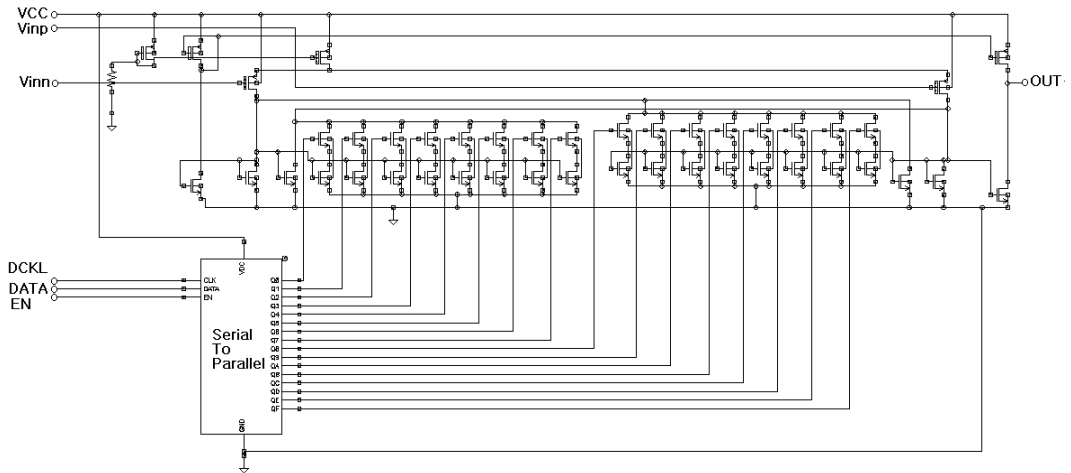 VCC
Vinp
Vinn
OUT
DCKL
DATA
EN
VDC
CLK
DATA
EN
Serial
To
Parallel
GND
Q0
Q1
Q2
Q3
Q4
Q5
Q6
Q7
Q8
Q9
QA
QB
QC
QD
QE
QF